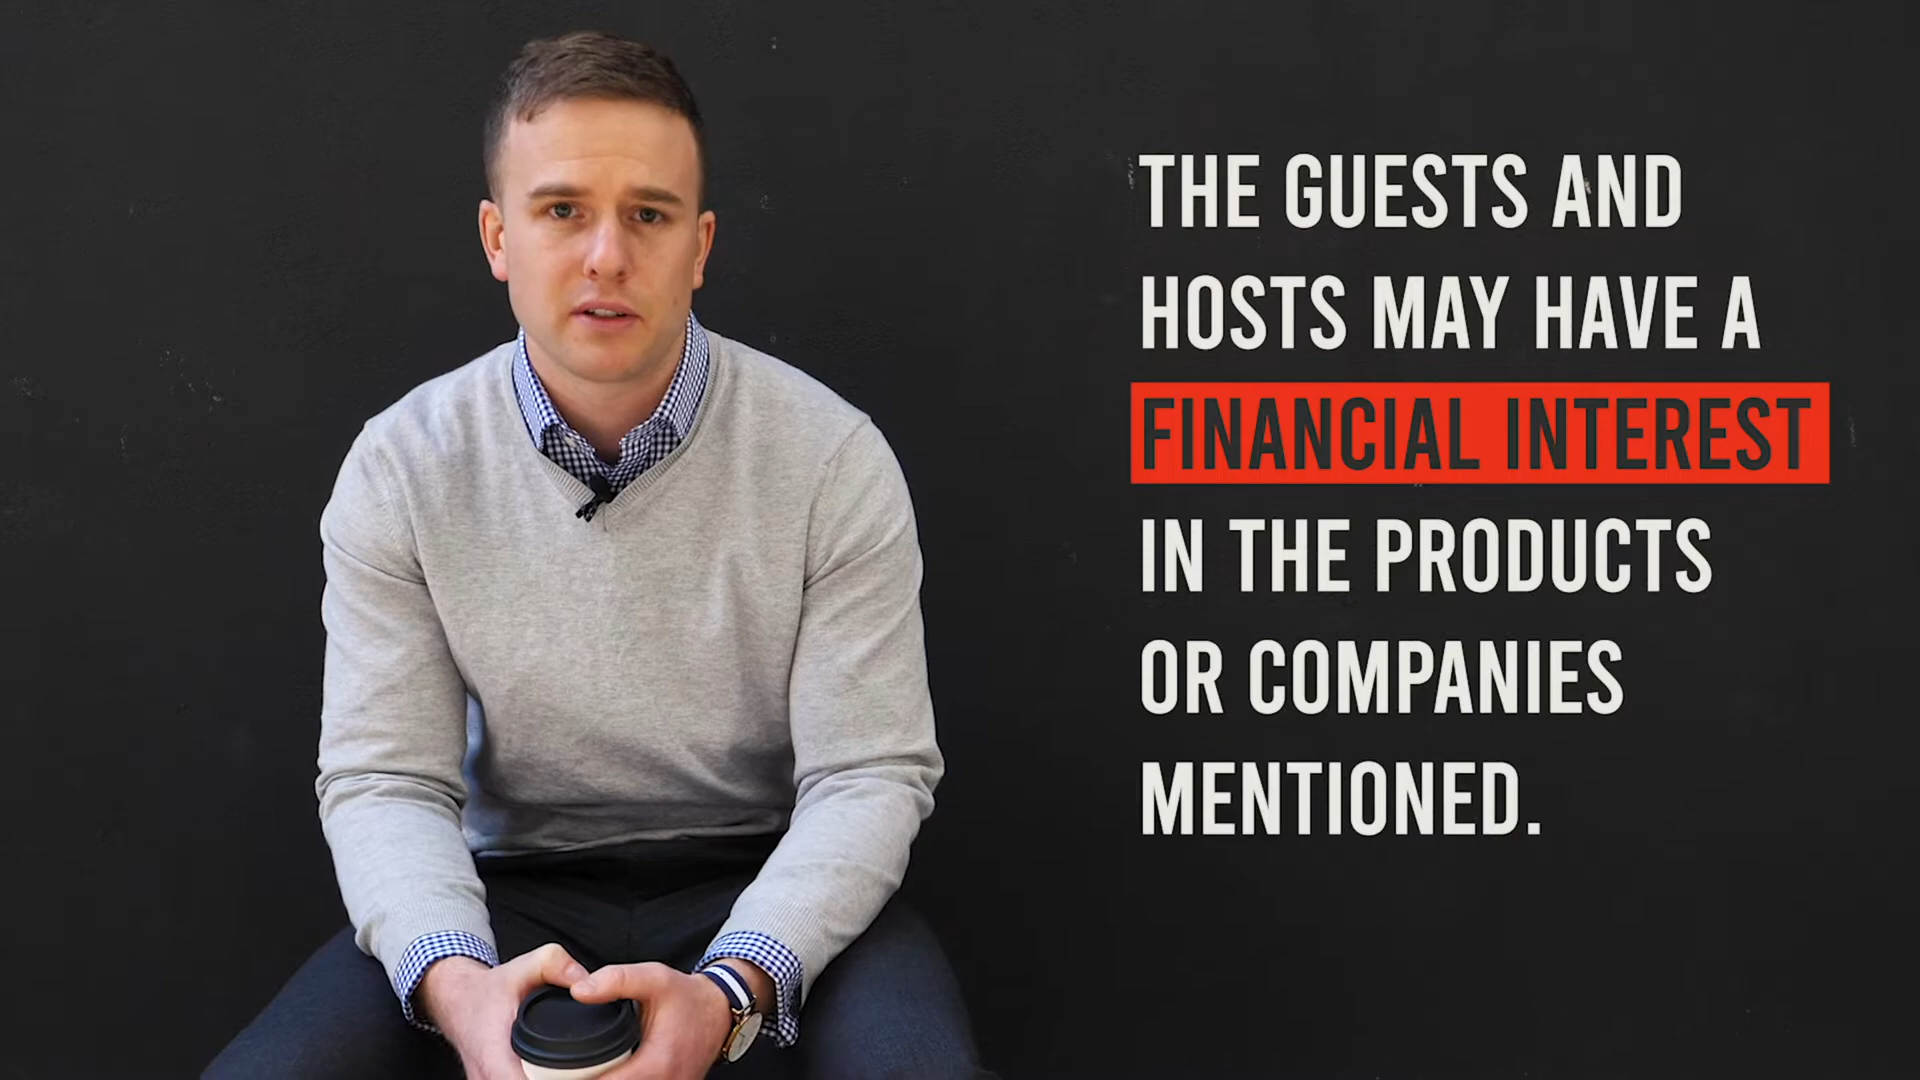 THE GUESTS AND
HOSTS MAY HAVE A
FINANCIAL INTEREST
IN THE PRODUCTS
OR COMPANIES
MENTIONED.